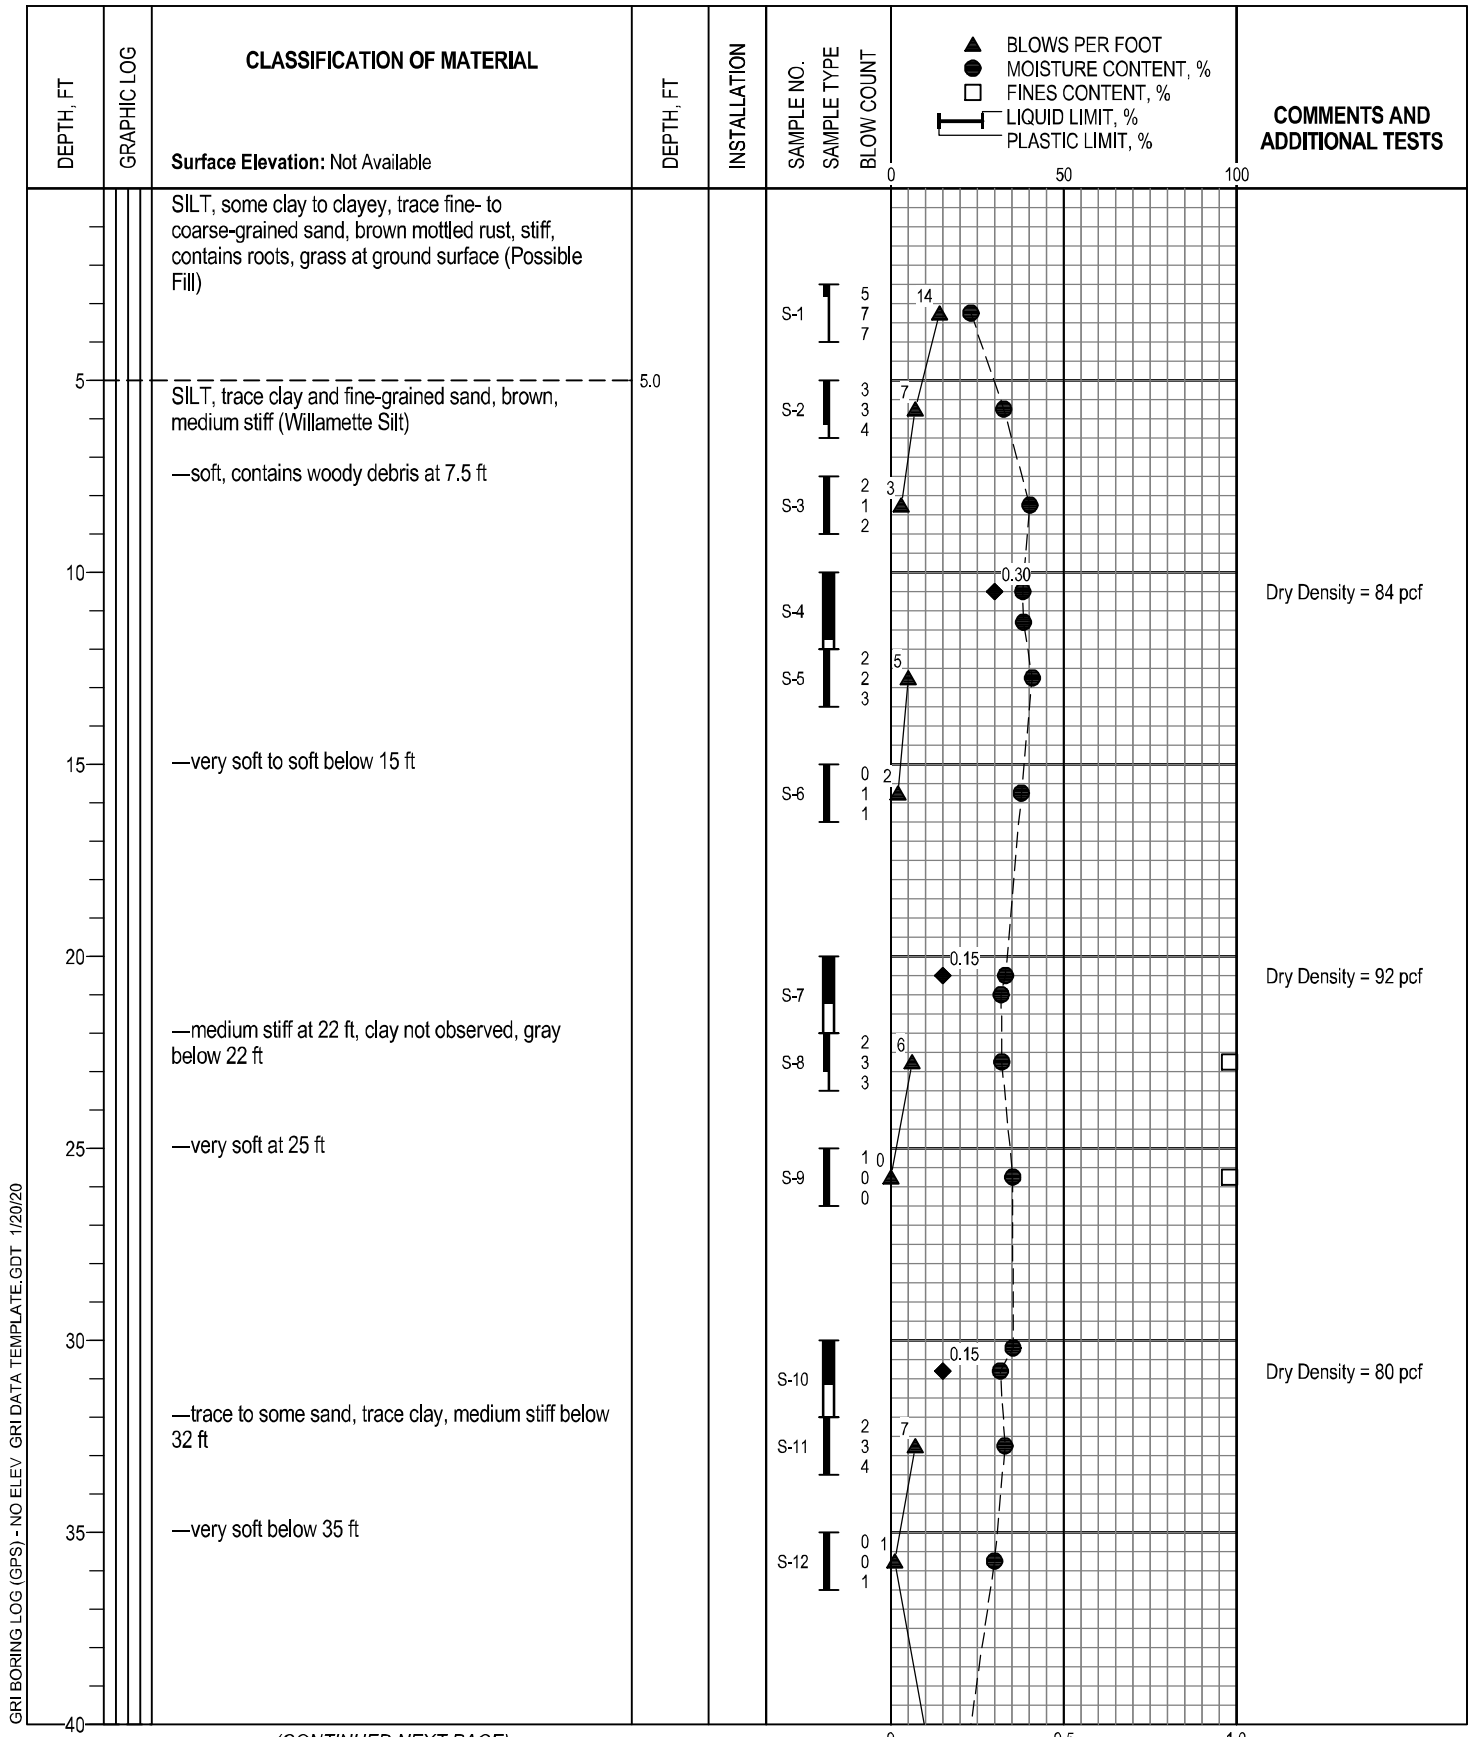 DEPTH, FT
GRAPHIC LOG
CLASSIFICATION OF MATERIAL
Surface Elevation: Not Available
DEPTH, FT
INSTALLATION
SAMPLE NO.
SAMPLE TYPE
BLOW COUNT
BLOWS PER FOOT
MOISTURE CONTENT, %
FINES CONTENT, %
LIQUID LIMIT, %
PLASTIC LIMIT, %
0 50 100
COMMENTS AND
ADDITIONAL TESTS
SILT, some clay to clayey, trace fine- to
coarse-grained sand, brown mottled rust, stiff,
contains roots, grass at ground surface (Possible
Fill)
S-1
5
7
7
14
5
5.0
SILT, trace clay and fine-grained sand, brown,
medium stiff (Willamette Silt)
S-2
3
3
4
7
—soft, contains woody debris at 7.5 ft
S-3
2
1
2
3
10
S-4
0.30
Dry Density = 84 pcf
S-5
2
2
3
5
15
—very soft to soft below 15 ft
S-6
0
1
1
2
20
S-7
0.15
Dry Density = 92 pcf
—medium stiff at 22 ft, clay not observed, gray
below 22 ft
S-8
2
3
3
6
25
—very soft at 25 ft
S-9
1
0
0
0
30
S-10
0.15
Dry Density = 80 pcf
—trace to some sand, trace clay, medium stiff below
32 ft
S-11
2
3
4
7
35
—very soft below 35 ft
S-12
0
0
1
1
40
(CONTINUED NEXT PAGE)
0 0.5 1.0
GRI BORING LOG (GPS) - NO ELEV GRI DATA TEMPLATE.GDT 1/20/20